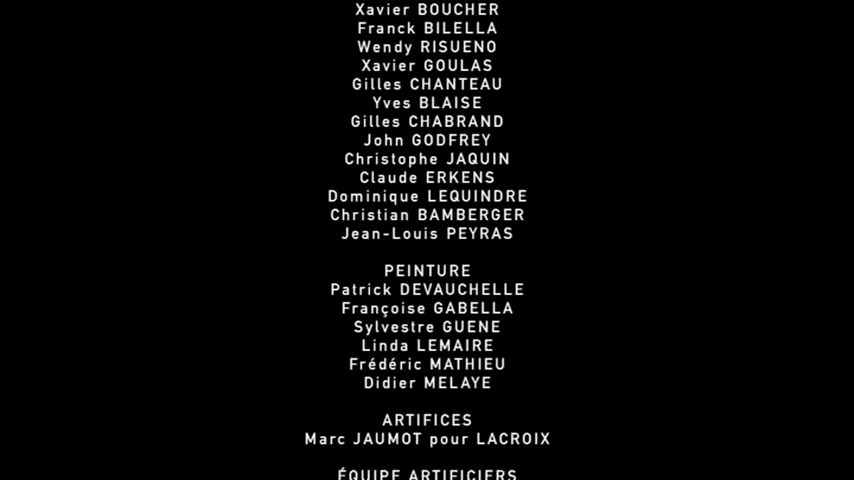 Xavier BOUCHER
Franck BILELLA
Wendy RISUENO
Xavier GOULAS
Gilles CHANTEAU
Yves BLAISE
Gilles CHABRAND
John GODFREY
Christophe JAQUIN
Claude ERKENS
Dominique LEQUINDRE
Christian BAMBERGER
Jean-Louis PEYRAS
PEINTURE
Patrick DEVAUCHELLE
Françoise GABELLA
Sylvestre GUENE
Linda LEMAIRE
Frédéric MATHIEU
Didier MELAYE
ARTIFICES
Marc JAUMOT pour LACROIX
ÉQUIPE ARTIFICIERS